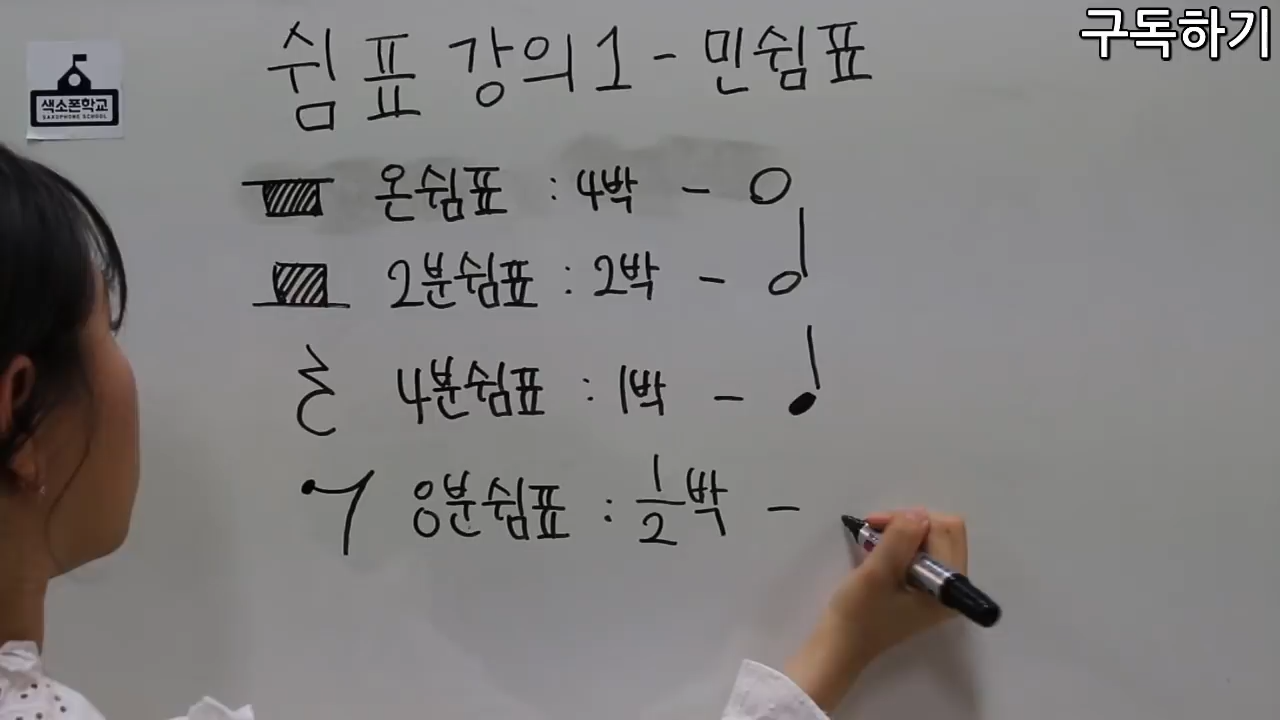 구독하기
쉼표 강의 1 - 민쉼표
색소폰학교
SAXOPHONE SCHOOL
온쉼표 : 4박 -
2분쉼표 : 2박 -
4분쉼표 : 1박 -
8분쉼표 : 1/2박 -